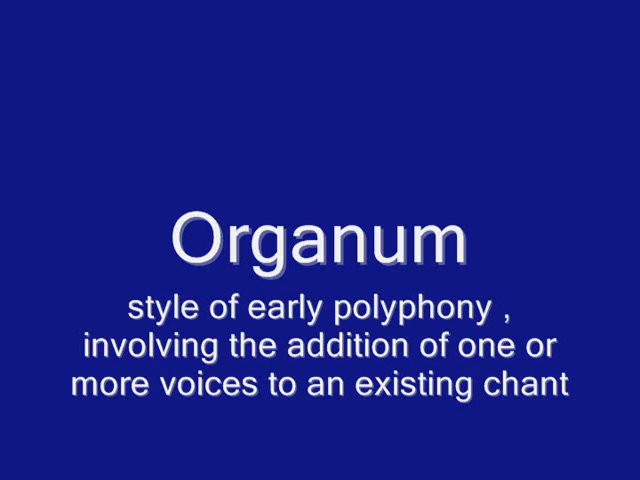 Organum
style of early polyphony ,
involving the addition of one or
more voices to an existing chant